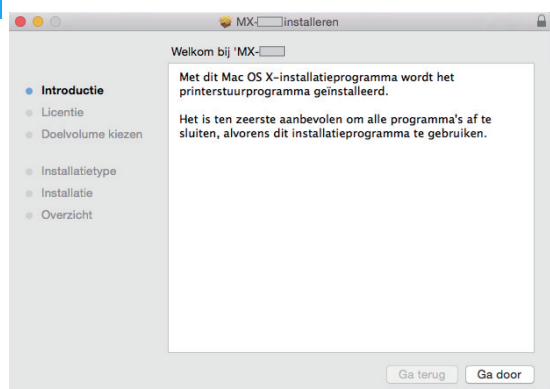 MX- installeren
Welkom bij 'MX-
Introductie
Licentie
Doelvolume kiezen
Installatietype
Installatie
Overzicht
Met dit Mac OS X-installatieprogramma wordt het
printerstuurprogramma geïnstalleerd.
Het is ten zeerste aanbevolen om alle programma's af te
sluiten, alvorens dit installatieprogramma te gebruiken.
Ga terug
Ga door